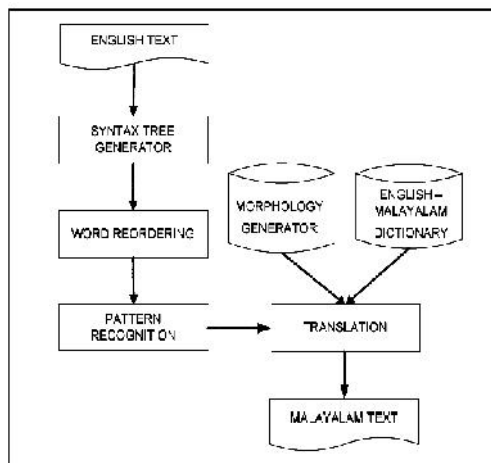 ENGLISH TEXT
SYNTAX TREE
GENERATOR
WORD REORDERING
PATTERN
RECOGNITION
MORPHOLOGY
GENERATOR
ENGLISH –
MALAYALAM
DICTIONARY
TRANSLATION
MALAYALAM TEXT